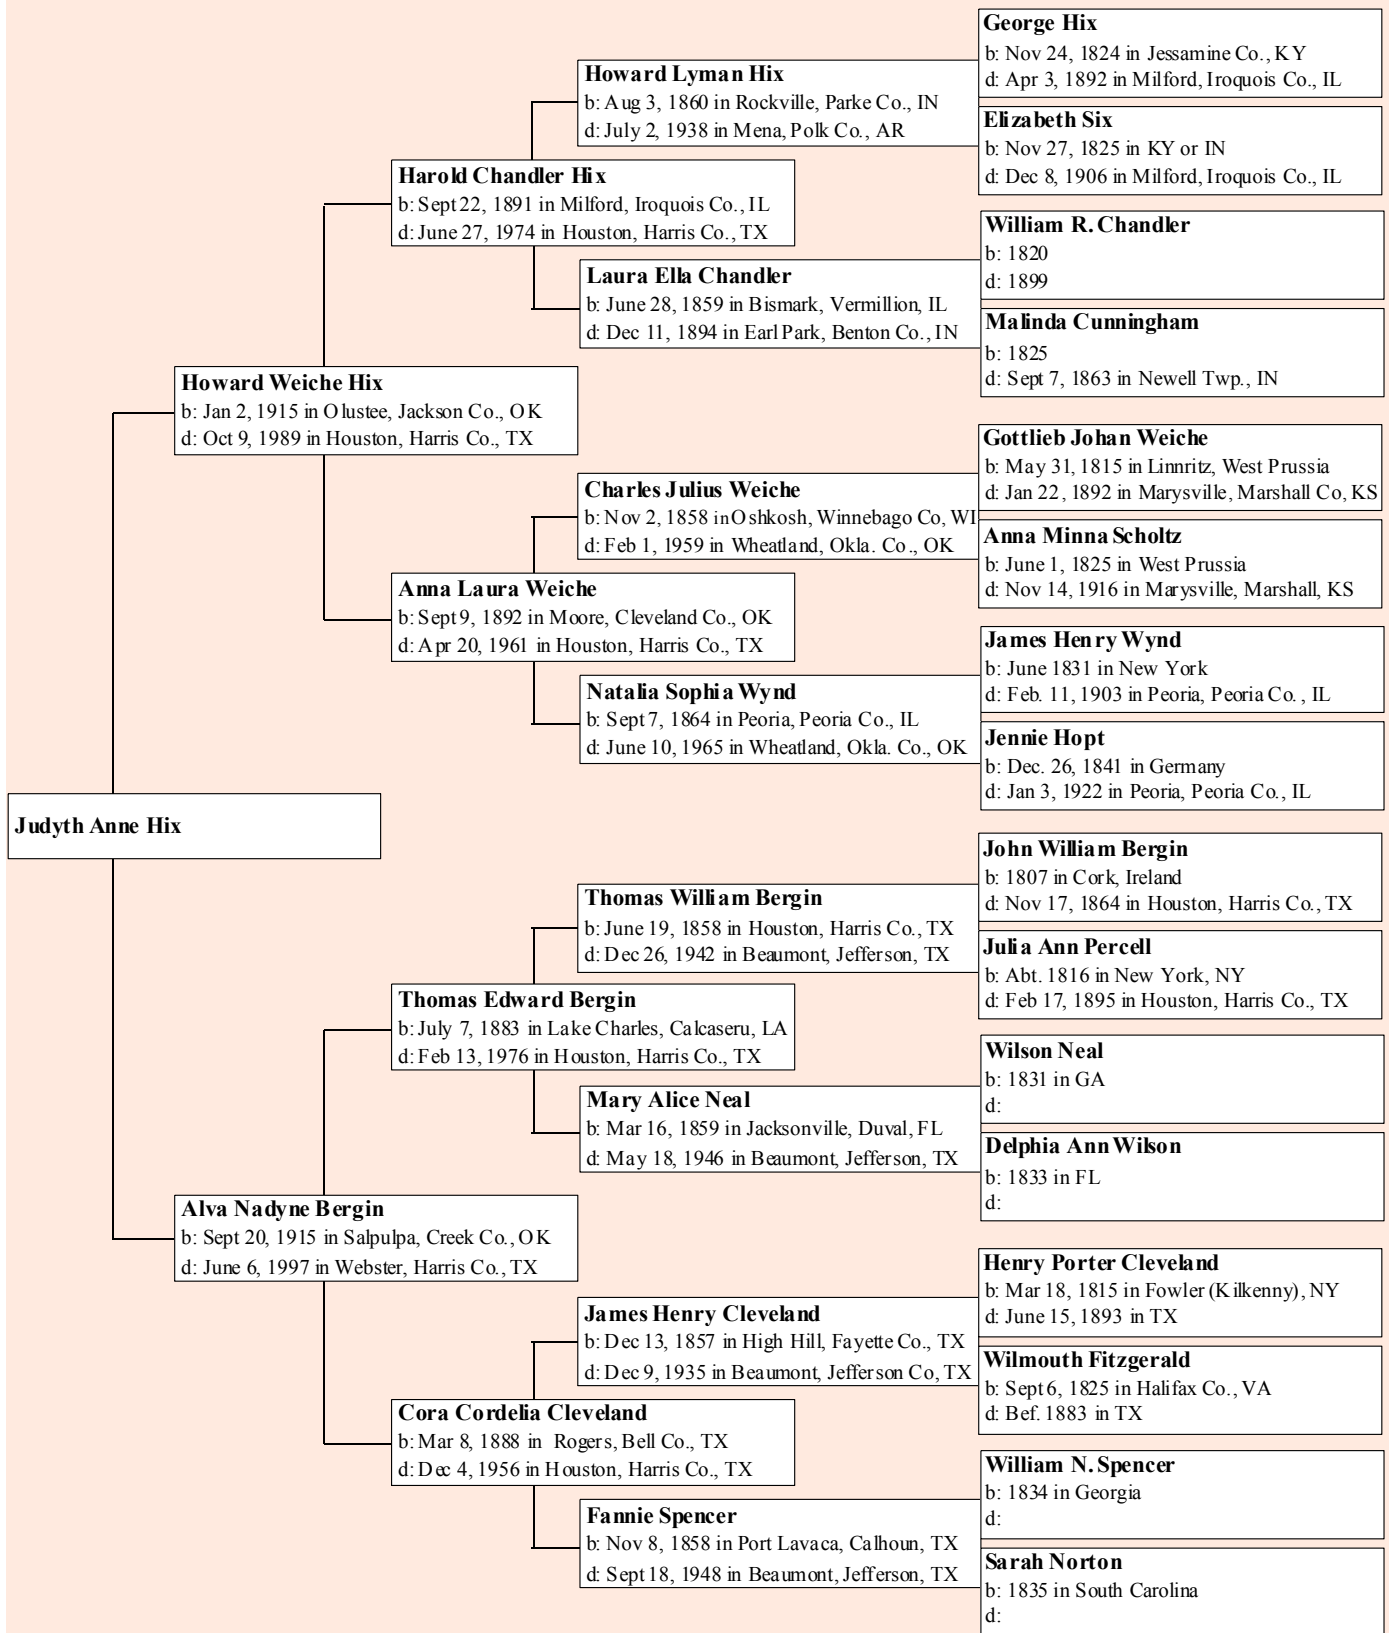 George Hix
b: Nov 24, 1824 in Jessamine Co., KY
d: Apr 3, 1892 in Milford, Iroquois Co., IL
Howard Lyman Hix
b: Aug 3, 1860 in Rockville, Parke Co., IN
d: July 2, 1938 in Mena, Polk Co., AR
Elizabeth Six
b: Nov 27, 1825 in KY or IN
d: Dec 8, 1906 in Milford, Iroquois Co., IL
Harold Chandler Hix
b: Sept 22, 1891 in Milford, Iroquois Co., IL
d: June 27, 1974 in Houston, Harris Co., TX
William R. Chandler
b: 1820
d: 1899
Laura Ella Chandler
b: June 28, 1859 in Bismark, Vermillion, IL
d: Dec 11, 1894 in Earl Park, Benton Co., IN
Malinda Cunningham
b: 1825
d: Sept 7, 1863 in Newell Twp., IN
Howard Weiche Hix
b: Jan 2, 1915 in Olustee, Jackson Co., OK
d: Oct 9, 1989 in Houston, Harris Co., TX
Gottlieb Johan Weiche
b: May 31, 1815 in Linnritz, West Prussia
d: Jan 22, 1892 in Marysville, Marshall Co, KS
Charles Julius Weiche
b: Nov 2, 1858 in Oshkosh, Winnebago Co, WI
d: Feb 1, 1959 in Wheatland, Okla. Co., OK
Anna Minna Scholtz
b: June 1, 1825 in West Prussia
d: Nov 14, 1916 in Marysville, Marshall, KS
Anna Laura Weiche
b: Sept 9, 1892 in Moore, Cleveland Co., OK
d: Apr 20, 1961 in Houston, Harris Co., TX
James Henry Wynd
b: June 1831 in New York
d: Feb. 11, 1903 in Peoria, Peoria Co. , IL
Natalia Sophia Wynd
b: Sept 7, 1864 in Peoria, Peoria Co., IL
d: June 10, 1965 in Wheatland, Okla. Co., OK
Jennie Hopt
b: Dec. 26, 1841 in Germany
d: Jan 3, 1922 in Peoria, Peoria Co., IL
Judyth Anne Hix
John William Bergin
b: 1807 in Cork, Ireland
d: Nov 17, 1864 in Houston, Harris Co., TX
Thomas William Bergin
b: June 19, 1858 in Houston, Harris Co., TX
d: Dec 26, 1942 in Beaumont, Jefferson, TX
Julia Ann Percell
b: Abt. 1816 in New York, NY
d: Feb 17, 1895 in Houston, Harris Co., TX
Thomas Edward Bergin
b: July 7, 1883 in Lake Charles, Calcaseru, LA
d: Feb 13, 1976 in Houston, Harris Co., TX
Wilson Neal
b: 1831 in GA
d:
Mary Alice Neal
b: Mar 16, 1859 in Jacksonville, Duval, FL
d: May 18, 1946 in Beaumont, Jefferson, TX
Delphia Ann Wilson
b: 1833 in FL
d:
Alva Nadyne Bergin
b: Sept 20, 1915 in Salpulpa, Creek Co., OK
d: June 6, 1997 in Webster, Harris Co., TX
Henry Porter Cleveland
b: Mar 18, 1815 in Fowler (Kilkenny), NY
d: June 15, 1893 in TX
James Henry Cleveland
b: Dec 13, 1857 in High Hill, Fayette Co., TX
d: Dec 9, 1935 in Beaumont, Jefferson Co, TX
Wilmouth Fitzgerald
b: Sept 6, 1825 in Halifax Co., VA
d: Bef. 1883 in TX
Cora Cordelia Cleveland
b: Mar 8, 1888 in Rogers, Bell Co., TX
d: Dec 4, 1956 in Houston, Harris Co., TX
William N. Spencer
b: 1834 in Georgia
d:
Fannie Spencer
b: Nov 8, 1858 in Port Lavaca, Calhoun, TX
d: Sept 18, 1948 in Beaumont, Jefferson, TX
Sarah Norton
b: 1835 in South Carolina
d: